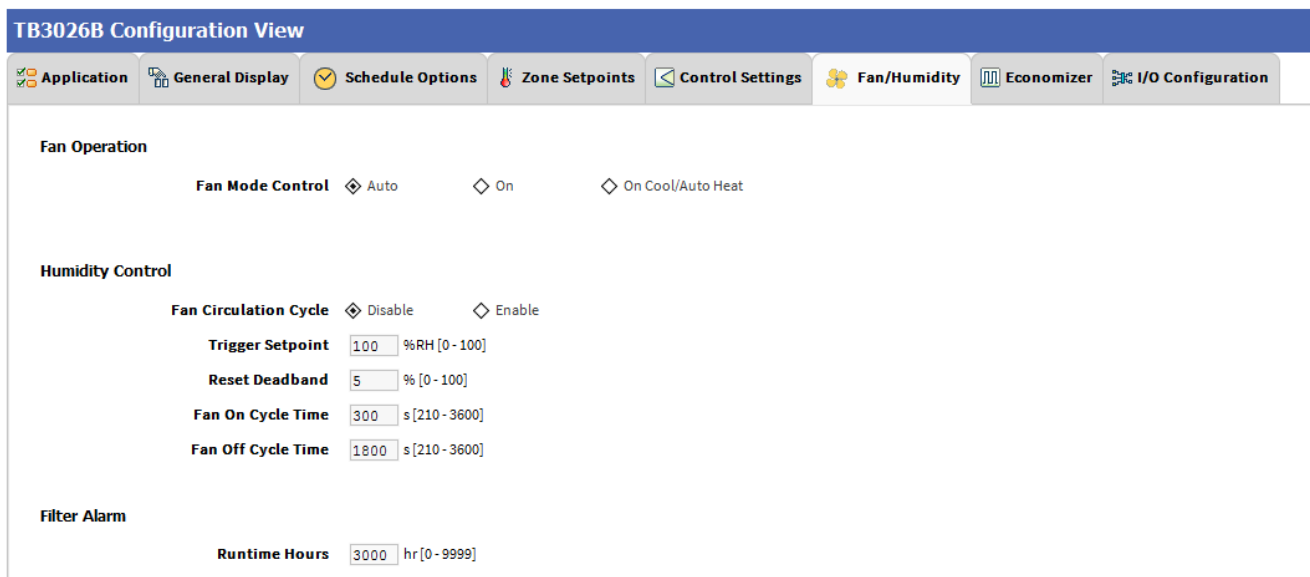 TB3026B Configuration View
Application General Display Schedule Options Zone Setpoints Control Settings Fan/Humidity Economizer I/O Configuration
Fan Operation
Fan Mode Control Auto On On Cool/Auto Heat
Humidity Control
Fan Circulation Cycle Disable Enable
Trigger Setpoint 100 %RH [0 - 100]
Reset Deadband 5 % [0 - 100]
Fan On Cycle Time 300 s [210 - 3600]
Fan Off Cycle Time 1800 s [210 - 3600]
Filter Alarm
Runtime Hours 3000 hr [0 - 9999]